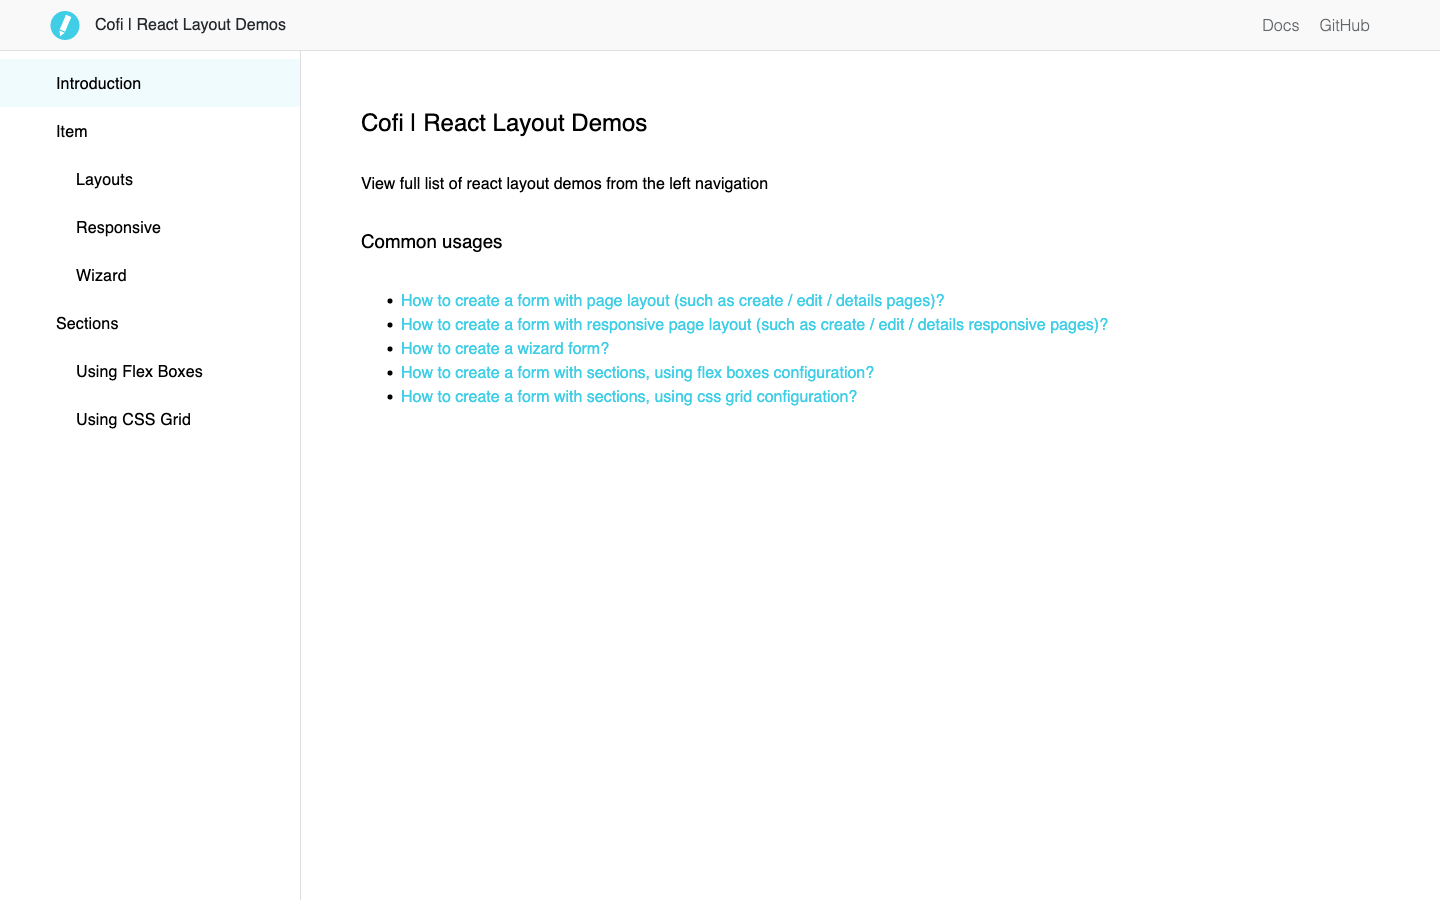 Cofi | React Layout Demos
Docs
GitHub
Introduction
Item
Layouts
Responsive
Wizard
Sections
Using Flex Boxes
Using CSS Grid
Cofi | React Layout Demos
View full list of react layout demos from the left navigation
Common usages
How to create a form with page layout (such as create / edit / details pages)?
How to create a form with responsive page layout (such as create / edit / details responsive pages)?
How to create a wizard form?
How to create a form with sections, using flex boxes configuration?
How to create a form with sections, using css grid configuration?